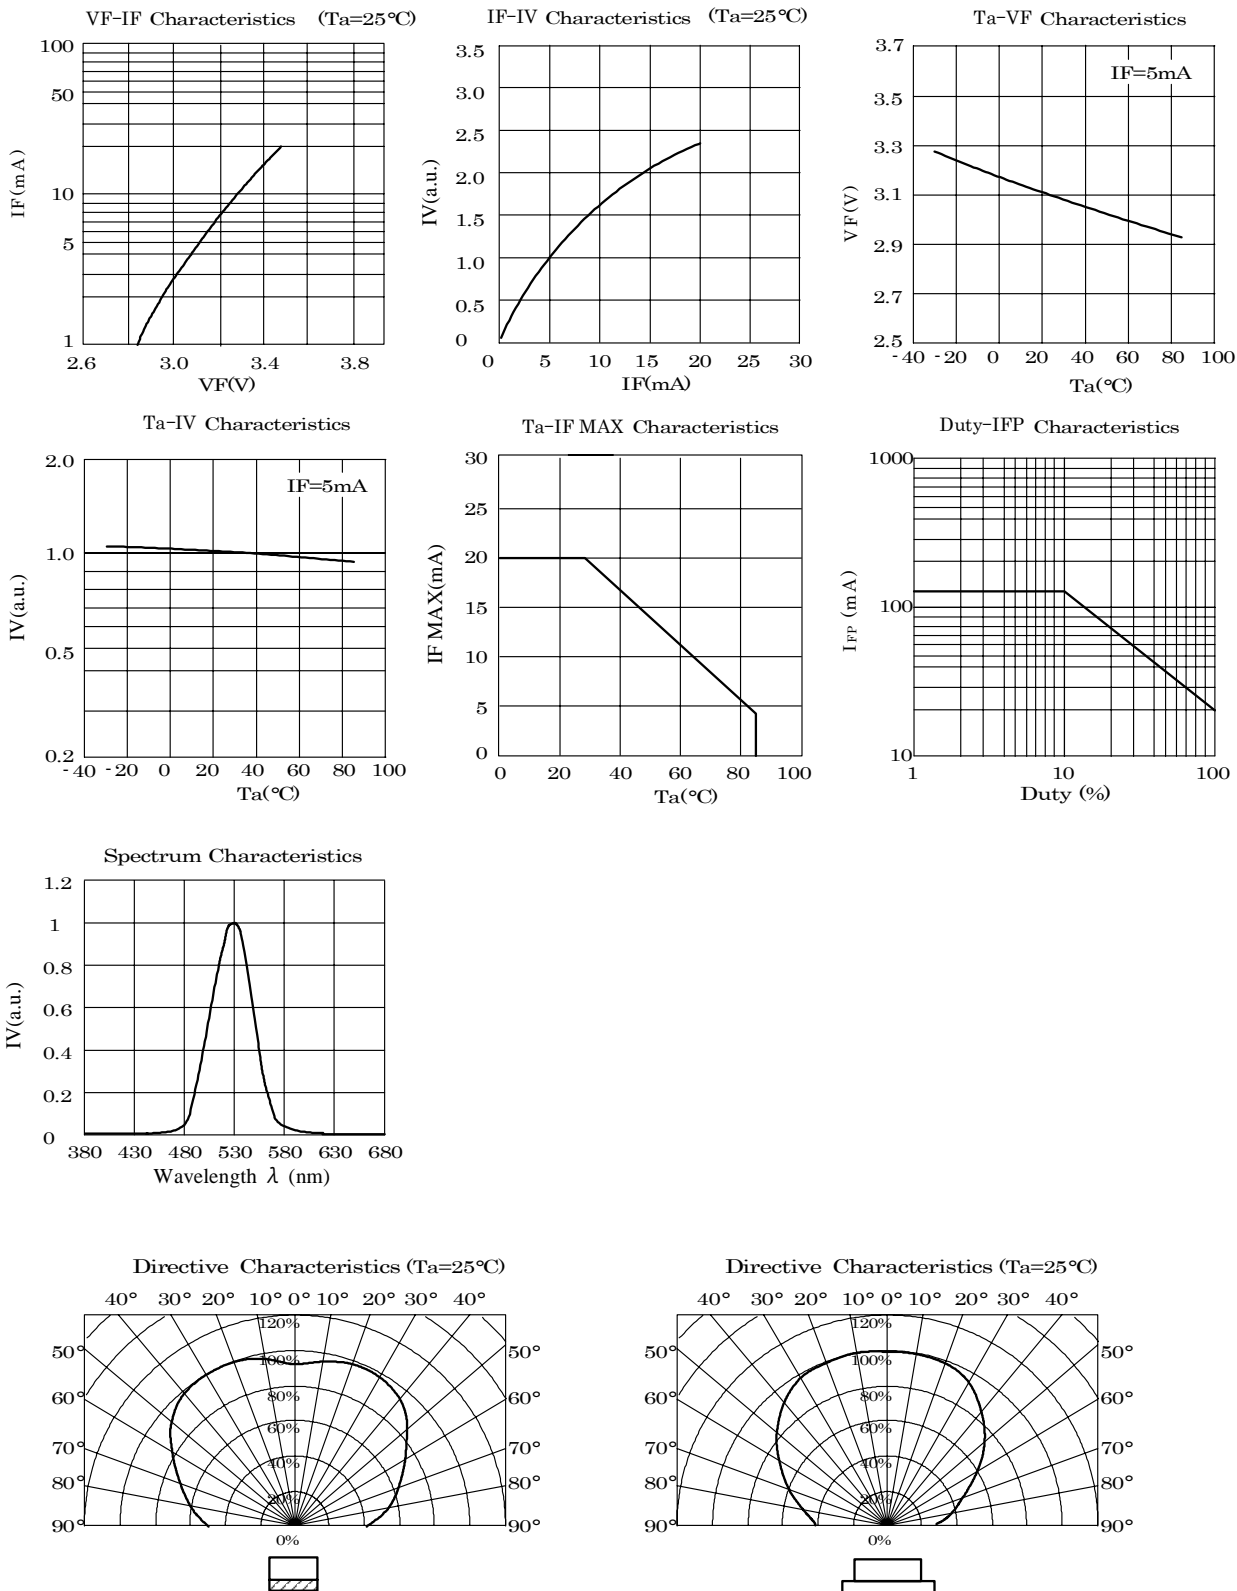 VF-IF Characteristics (Ta=25°C)
100
50
10
5
1
IF(mA)
2.6 3.0 3.4 3.8
VF(V)
IF-IV Characteristics (Ta=25°C)
3.5
3.0
2.5
2.0
1.5
1.0
0.5
0
IV(a.u.)
0 5 10 15 20 25 30
IF(mA)
Ta-VF Characteristics
IF=5mA
3.7
3.5
3.3
3.1
2.9
2.7
2.5
VF(V)
-40 -20 0 20 40 60 80 100
Ta(°C)
Ta-IV Characteristics
IF=5mA
2.0
1.0
0.5
0.2
IV(a.u.)
-40 -20 0 20 40 60 80 100
Ta(°C)
Ta-IF MAX Characteristics
30
25
20
15
10
5
0
IF MAX(mA)
0 20 40 60 80 100
Ta(°C)
Duty-IFP Characteristics
1000
100
10
IFP (mA)
1 10 100
Duty (%)
Spectrum Characteristics
1.2
1
0.8
0.6
0.4
0.2
0
IV(a.u.)
380 430 480 530 580 630 680
Wavelength λ (nm)
Directive Characteristics (Ta=25°C)
40° 30° 20° 10° 0° 10° 20° 30° 40°
120%
50° 50°
100%
80%
60° 60°
60%
70° 70°
40%
80° 80°
20%
90° 90°
0%
Directive Characteristics (Ta=25°C)
40° 30° 20° 10° 0° 10° 20° 30° 40°
120%
50° 50°
100%
80%
60° 60°
60%
70° 70°
40%
80° 80°
20%
90° 90°
0%